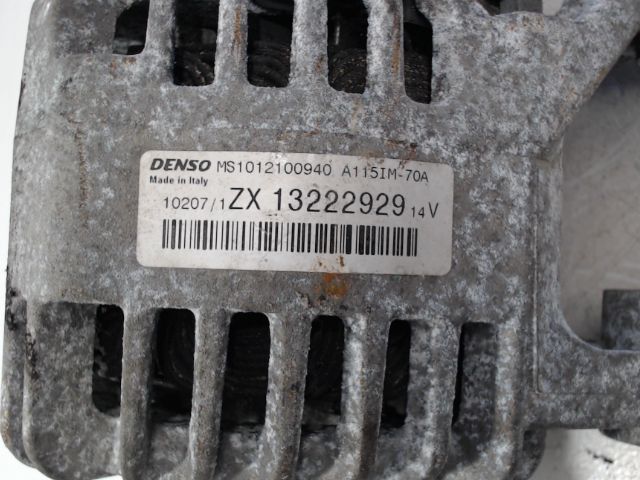 DENSO MS1012100940 A115IM-70A
Made in Italy
10207/1 ZX 13222929 14V